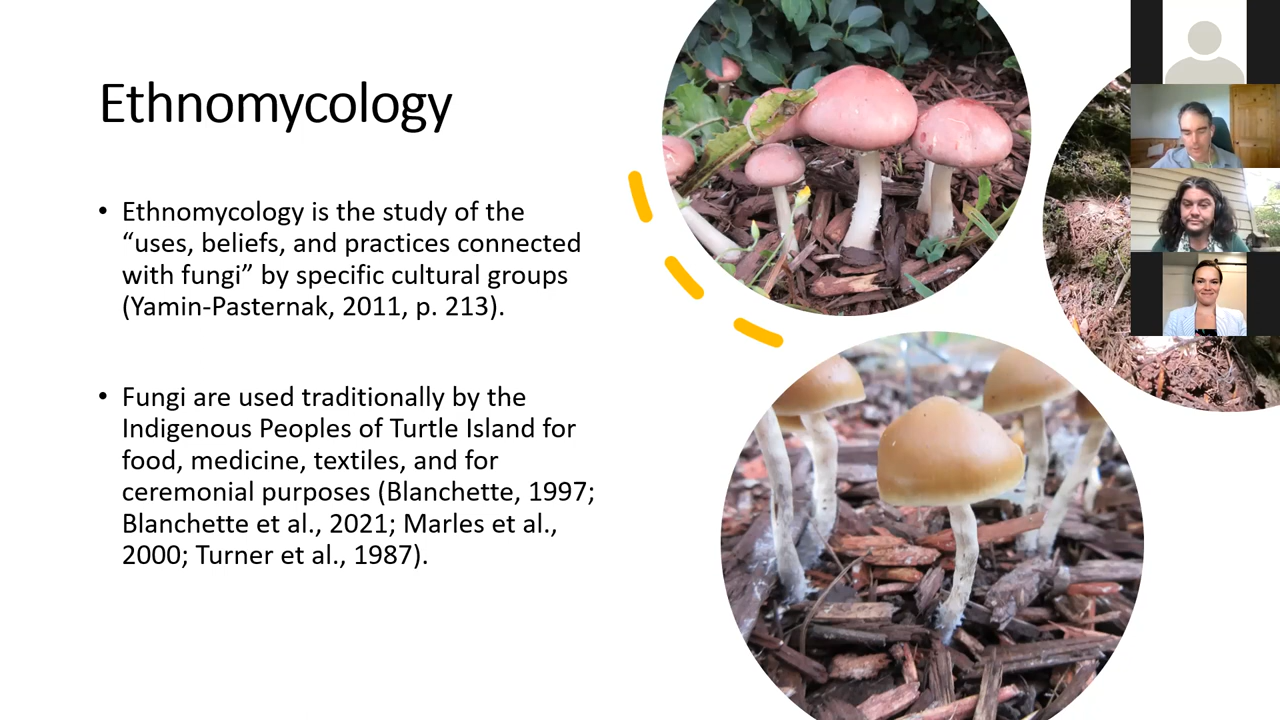 Ethnomycology
• Ethnomycology is the study of the
“uses, beliefs, and practices connected
with fungi” by specific cultural groups
(Yamin-Pasternak, 2011, p. 213).
• Fungi are used traditionally by the
Indigenous Peoples of Turtle Island for
food, medicine, textiles, and for
ceremonial purposes (Blanchette, 1997;
Blanchette et al., 2021; Marles et al.,
2000; Turner et al., 1987).